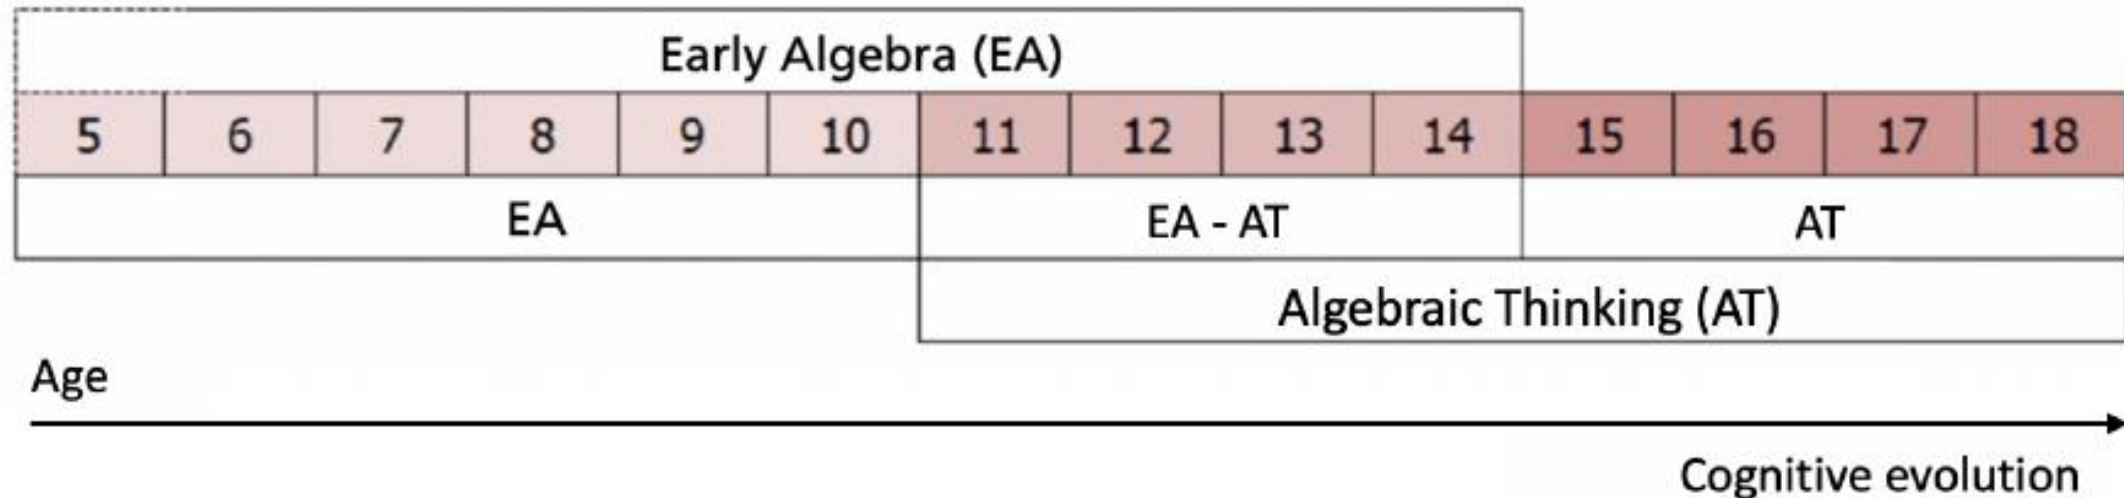 Early Algebra (EA)
5 6 7 8 9 10 11 12 13 14 15 16 17 18
EA EA - AT AT
Algebraic Thinking (AT)
Age
Cognitive evolution